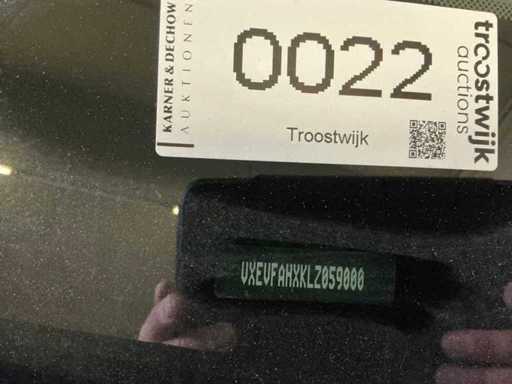 KARNER & DECHOW
AUKTIONEN
0022
Troostwijk
troostwijk
auctions
VXEVFAHXKLZ059000